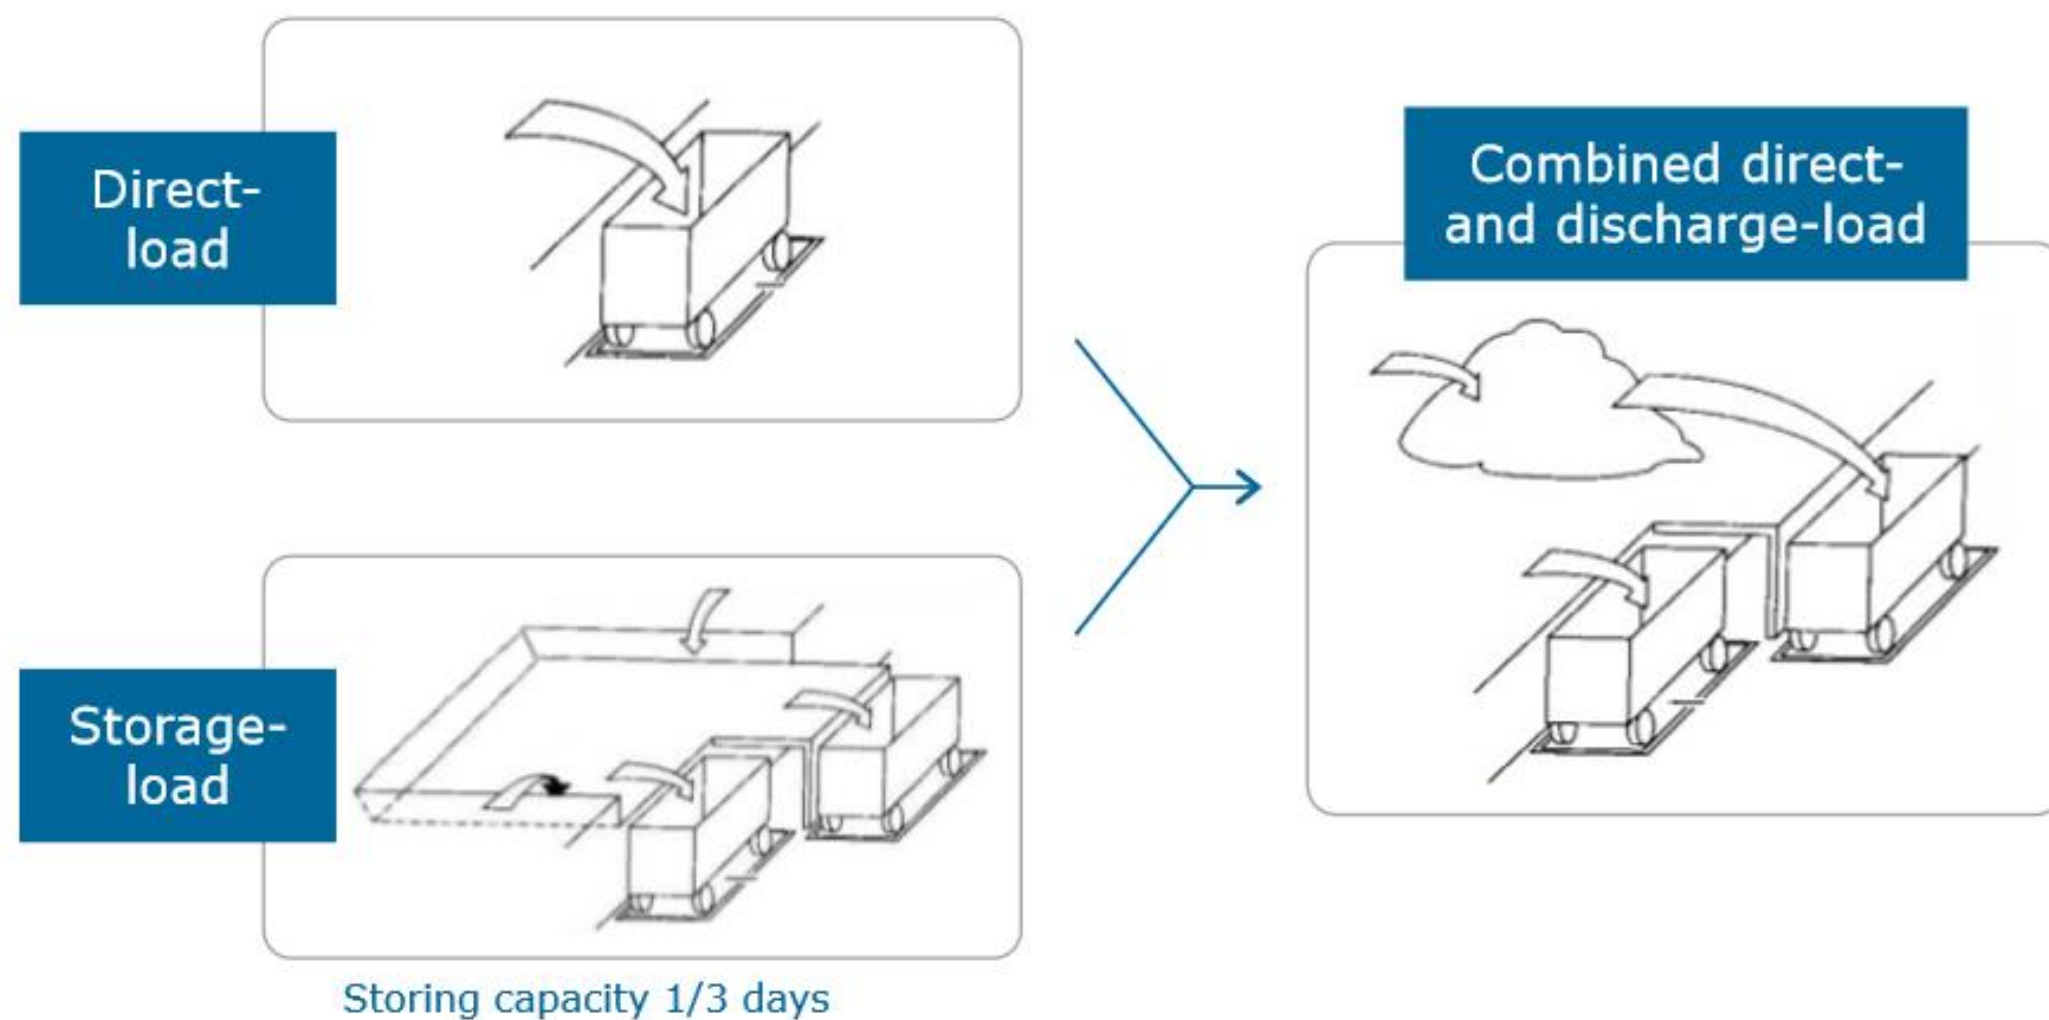 Direct-
load
Combined direct-
and discharge-load
Storage-
load
Storing capacity 1/3 days